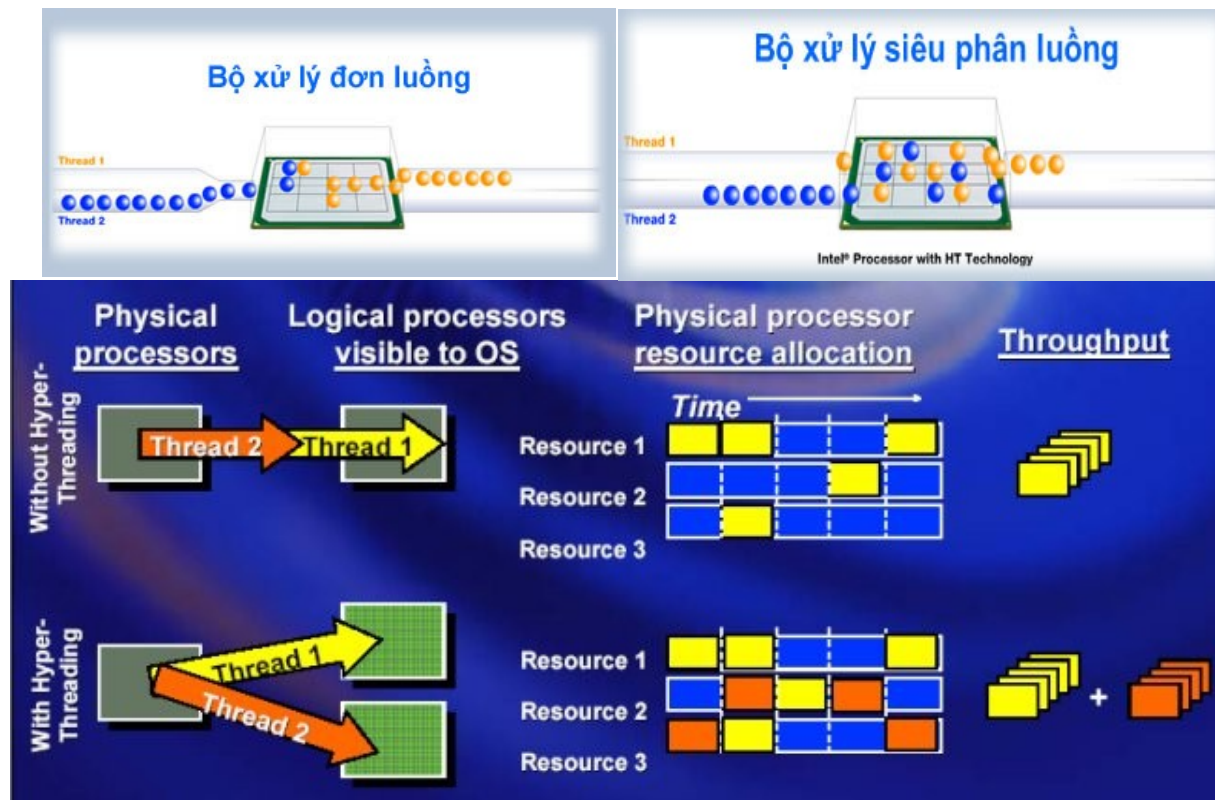 Bộ xử lý đơn luồng
Thread 1
Thread 2
Bộ xử lý siêu phân luồng
Thread 1
Thread 2
Intel® Processor with HT Technology
Physical
processors
Logical processors
visible to OS
Physical processor
resource allocation
Throughput
Without Hyper-
Threading
Thread 2
Thread 1
Time
Resource 1
Resource 2
Resource 3
With Hyper-
Threading
Thread 1
Thread 2
Resource 1
Resource 2
Resource 3
+